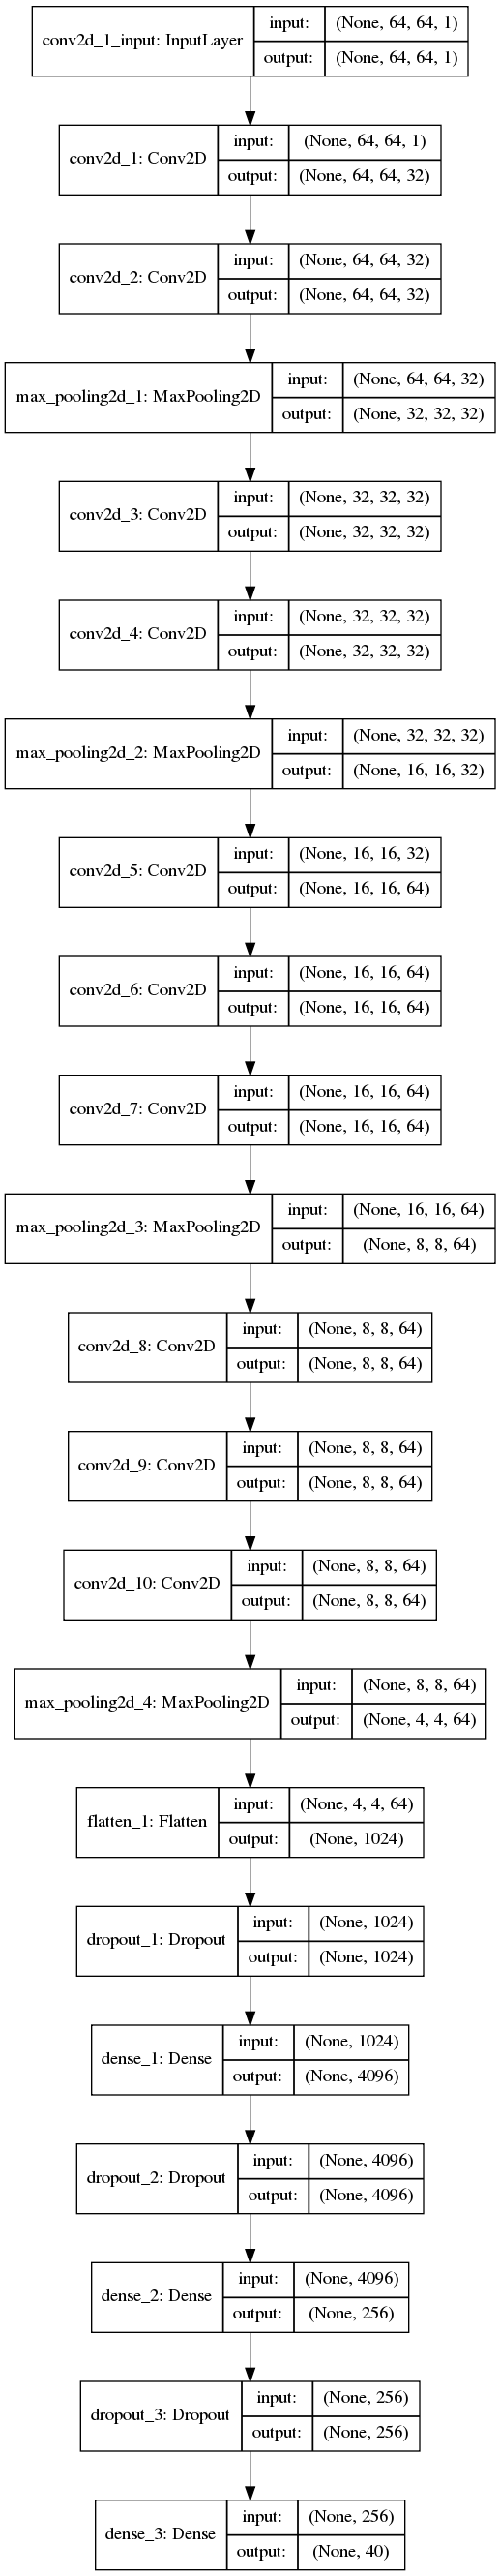 conv2d_1_input: InputLayer
input: (None, 64, 64, 1)
output: (None, 64, 64, 1)
conv2d_1: Conv2D
input: (None, 64, 64, 1)
output: (None, 64, 64, 32)
conv2d_2: Conv2D
input: (None, 64, 64, 32)
output: (None, 64, 64, 32)
max_pooling2d_1: MaxPooling2D
input: (None, 64, 64, 32)
output: (None, 32, 32, 32)
conv2d_3: Conv2D
input: (None, 32, 32, 32)
output: (None, 32, 32, 32)
conv2d_4: Conv2D
input: (None, 32, 32, 32)
output: (None, 32, 32, 32)
max_pooling2d_2: MaxPooling2D
input: (None, 32, 32, 32)
output: (None, 16, 16, 32)
conv2d_5: Conv2D
input: (None, 16, 16, 32)
output: (None, 16, 16, 64)
conv2d_6: Conv2D
input: (None, 16, 16, 64)
output: (None, 16, 16, 64)
conv2d_7: Conv2D
input: (None, 16, 16, 64)
output: (None, 16, 16, 64)
max_pooling2d_3: MaxPooling2D
input: (None, 16, 16, 64)
output: (None, 8, 8, 64)
conv2d_8: Conv2D
input: (None, 8, 8, 64)
output: (None, 8, 8, 64)
conv2d_9: Conv2D
input: (None, 8, 8, 64)
output: (None, 8, 8, 64)
conv2d_10: Conv2D
input: (None, 8, 8, 64)
output: (None, 8, 8, 64)
max_pooling2d_4: MaxPooling2D
input: (None, 8, 8, 64)
output: (None, 4, 4, 64)
flatten_1: Flatten
input: (None, 4, 4, 64)
output: (None, 1024)
dropout_1: Dropout
input: (None, 1024)
output: (None, 1024)
dense_1: Dense
input: (None, 1024)
output: (None, 4096)
dropout_2: Dropout
input: (None, 4096)
output: (None, 4096)
dense_2: Dense
input: (None, 4096)
output: (None, 256)
dropout_3: Dropout
input: (None, 256)
output: (None, 256)
dense_3: Dense
input: (None, 256)
output: (None, 40)